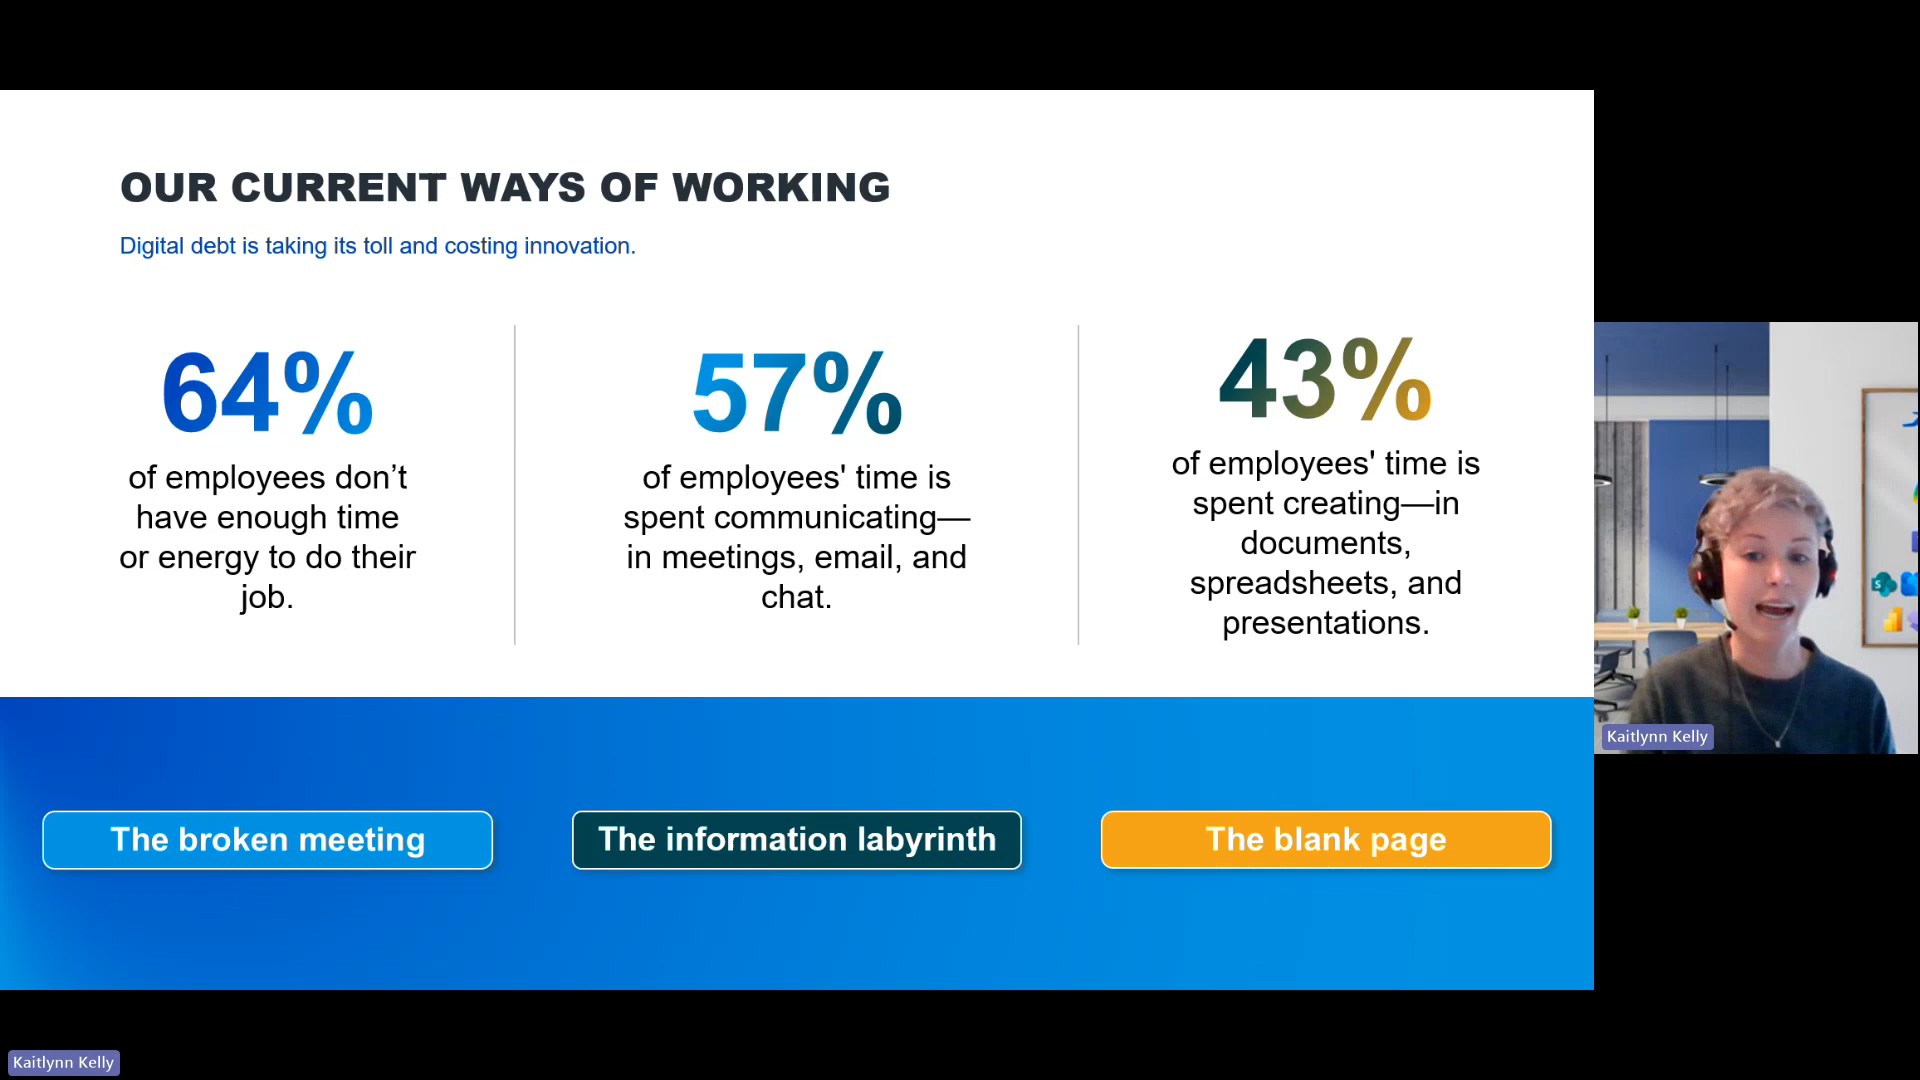 OUR CURRENT WAYS OF WORKING
Digital debt is taking its toll and costing innovation.
64%
of employees don’t
have enough time
or energy to do their
job.
57%
of employees' time is
spent communicating—
in meetings, email, and
chat.
43%
of employees' time is
spent creating—in
documents,
spreadsheets, and
presentations.
The broken meeting
The information labyrinth
The blank page
S
Kaitlynn Kelly
Kaitlynn Kelly